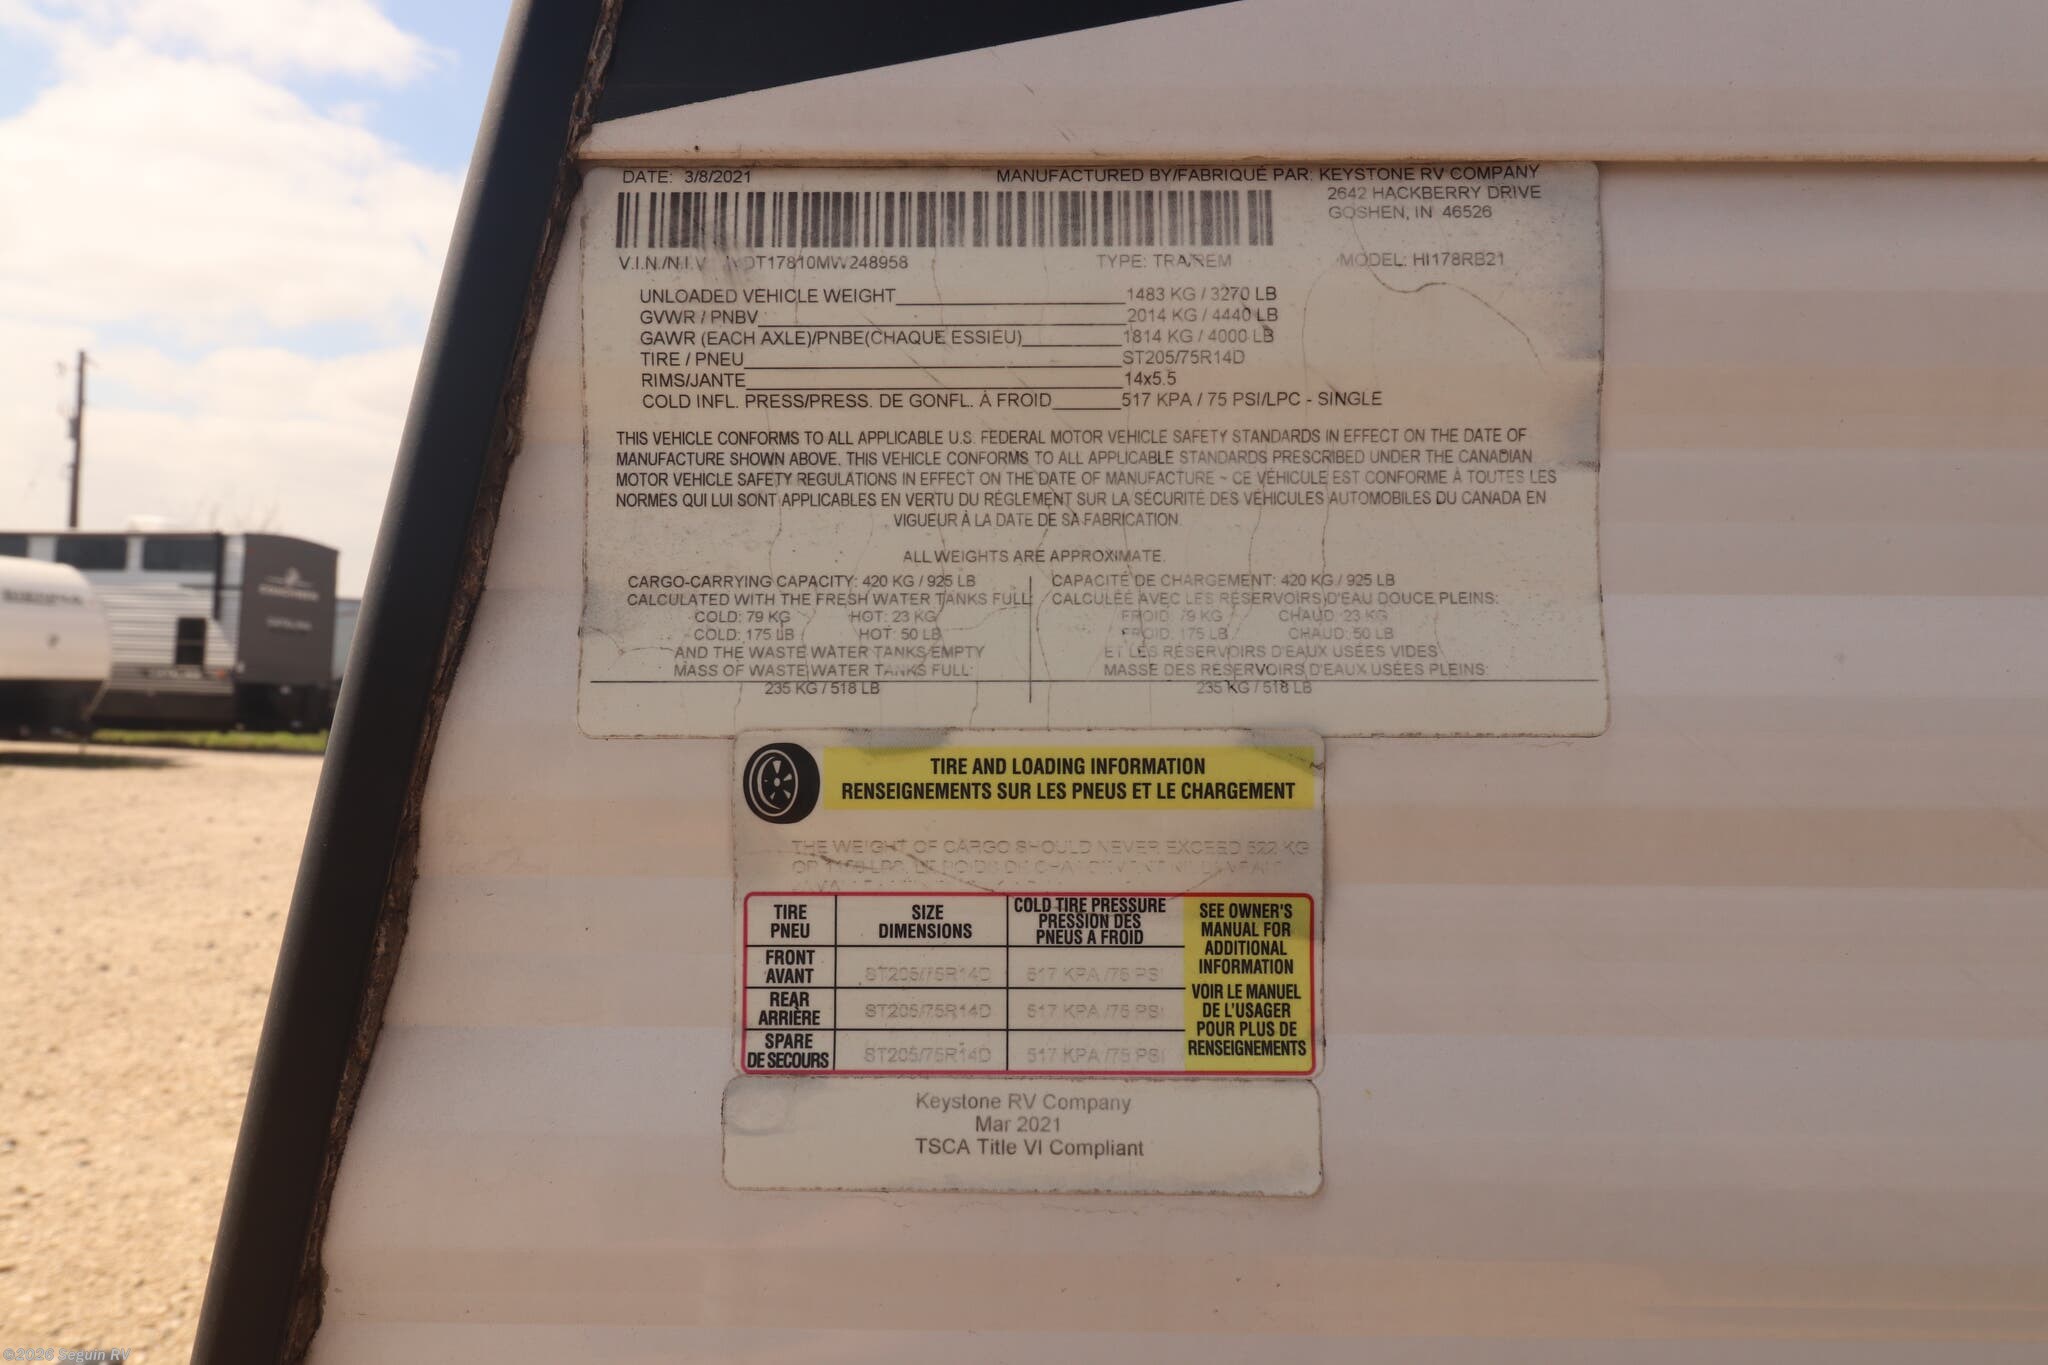 DATE: 3/8/2021
MANUFACTURED BY/FABRIQUÉ PAR: KEYSTONE RV COMPANY
2642 HACKBERRY DRIVE
GOSHEN, IN 46526
V.I.N./N.I.V DT17810MW248958 TYPE: TRA/REM MODEL: HI178RB21
UNLOADED VEHICLE WEIGHT 1483 KG / 3270 LB
GVWR / PNBV 2014 KG / 4440 LB
GAWR (EACH AXLE)/PNBE(CHAQUE ESSIEU) 1814 KG / 4000 LB
TIRE / PNEU ST205/75R14D
RIMS/JANTE 14x5.5
COLD INFL. PRESS/PRESS. DE GONFL. À FROID 517 KPA / 75 PSI/LPC - SINGLE
THIS VEHICLE CONFORMS TO ALL APPLICABLE U.S. FEDERAL MOTOR VEHICLE SAFETY STANDARDS IN EFFECT ON THE DATE OF
MANUFACTURE SHOWN ABOVE. THIS VEHICLE CONFORMS TO ALL APPLICABLE STANDARDS PRESCRIBED UNDER THE CANADIAN
MOTOR VEHICLE SAFETY REGULATIONS IN EFFECT ON THE DATE OF MANUFACTURE ~ CE VÉHICULE EST CONFORME À TOUTES LES
NORMES QUI LUI SONT APPLICABLES EN VERTU DU RÈGLEMENT SUR LA SÉCURITÉ DES VÉHICULES AUTOMOBILES DU CANADA EN
VIGUEUR À LA DATE DE SA FABRICATION
ALL WEIGHTS ARE APPROXIMATE.
CARGO-CARRYING CAPACITY: 420 KG / 925 LB
CALCULATED WITH THE FRESH WATER TANKS FULL
COLD: 79 KG HOT: 23 KG
COLD: 175 LB HOT: 50 LB
AND THE WASTE WATER TANKS EMPTY
MASS OF WASTE WATER TANKS FULL:
235 KG / 518 LB
CAPACITÉ DE CHARGEMENT: 420 KG / 925 LB
CALCULÉE AVEC LES RÉSERVOIRS D'EAU DOUCE PLEINS:
FROID: 79 KG CHAUD: 23 KG
FROID: 175 LB CHAUD: 50 LB
ET LES RÉSERVOIRS D'EAUX USÉES VIDES
MASSE DES RÉSERVOIRS D'EAUX USÉES PLEINS:
235 KG / 518 LB
TIRE AND LOADING INFORMATION
RENSEIGNEMENTS SUR LES PNEUS ET LE CHARGEMENT
THE WEIGHT OF CARGO SHOULD NEVER EXCEED 522 KG
TIRE
PNEU
SIZE
DIMENSIONS
COLD TIRE PRESSURE
PRESSION DES
PNEUS A FROID
FRONT
AVANT
ST205/75R14D 517 KPA /75 PSI
REAR
ARRIÈRE
ST205/75R14D 517 KPA /75 PSI
SPARE
DE SECOURS
ST205/75R14D 517 KPA /75 PSI
SEE OWNER'S
MANUAL FOR
ADDITIONAL
INFORMATION
VOIR LE MANUEL
DE L'USAGER
POUR PLUS DE
RENSEIGNEMENTS
Keystone RV Company
Mar 2021
TSCA Title VI Compliant
©2026 Seguin RV